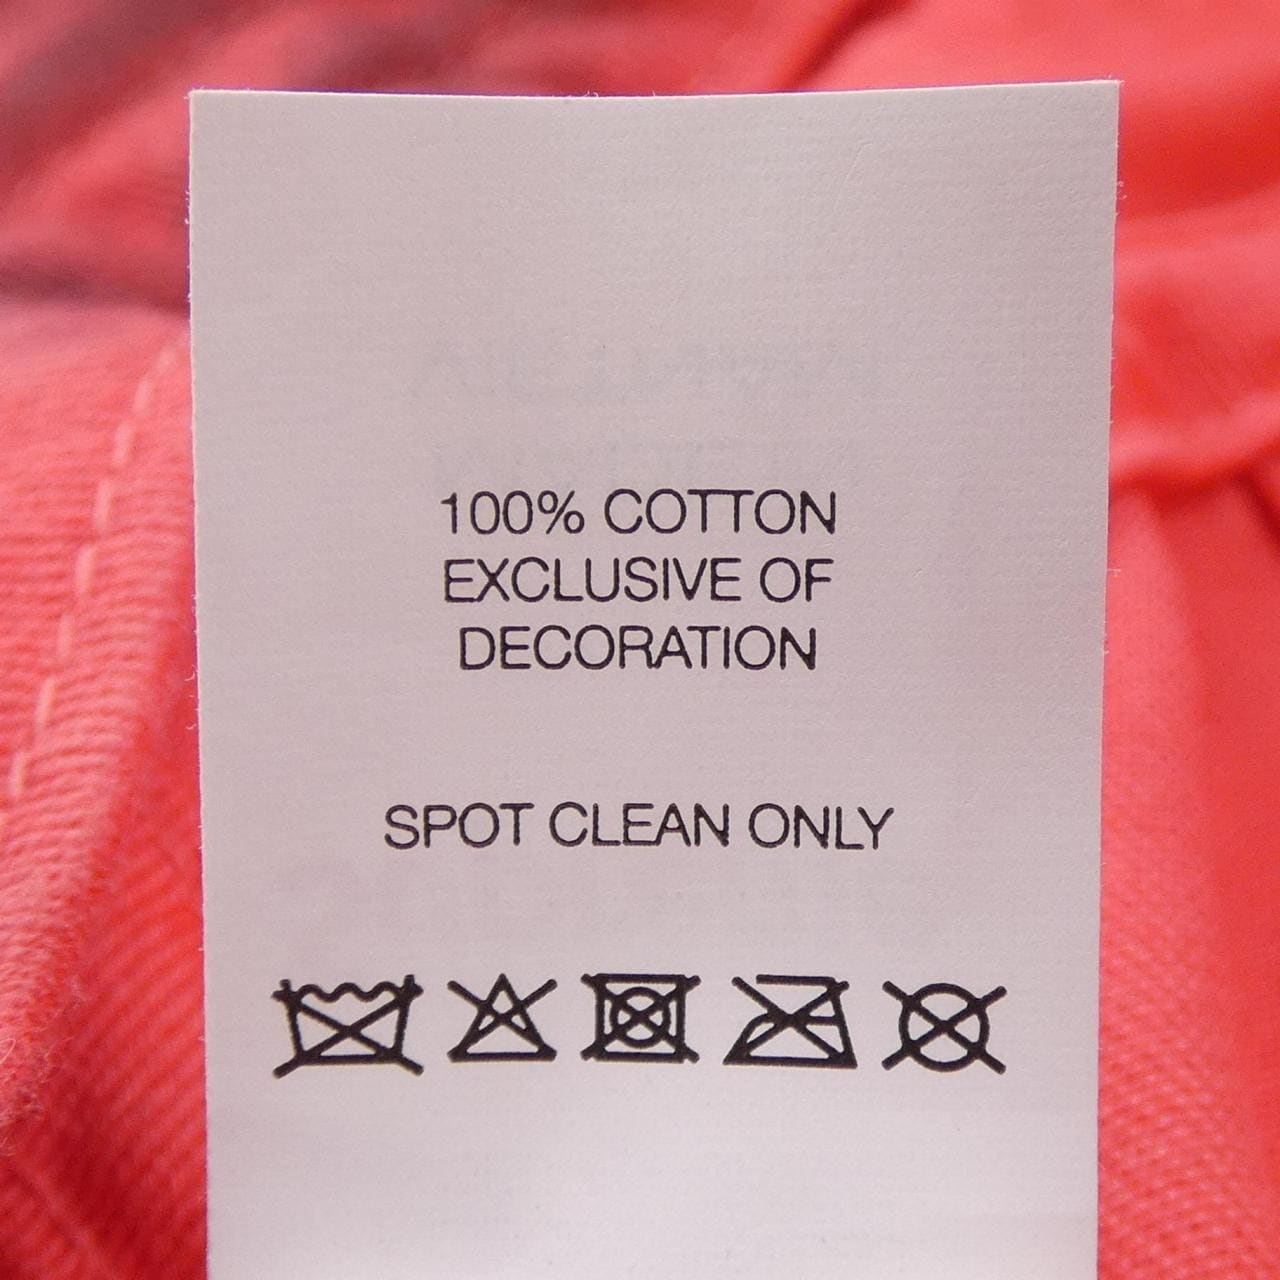 100% COTTON
EXCLUSIVE OF
DECORATION
SPOT CLEAN ONLY